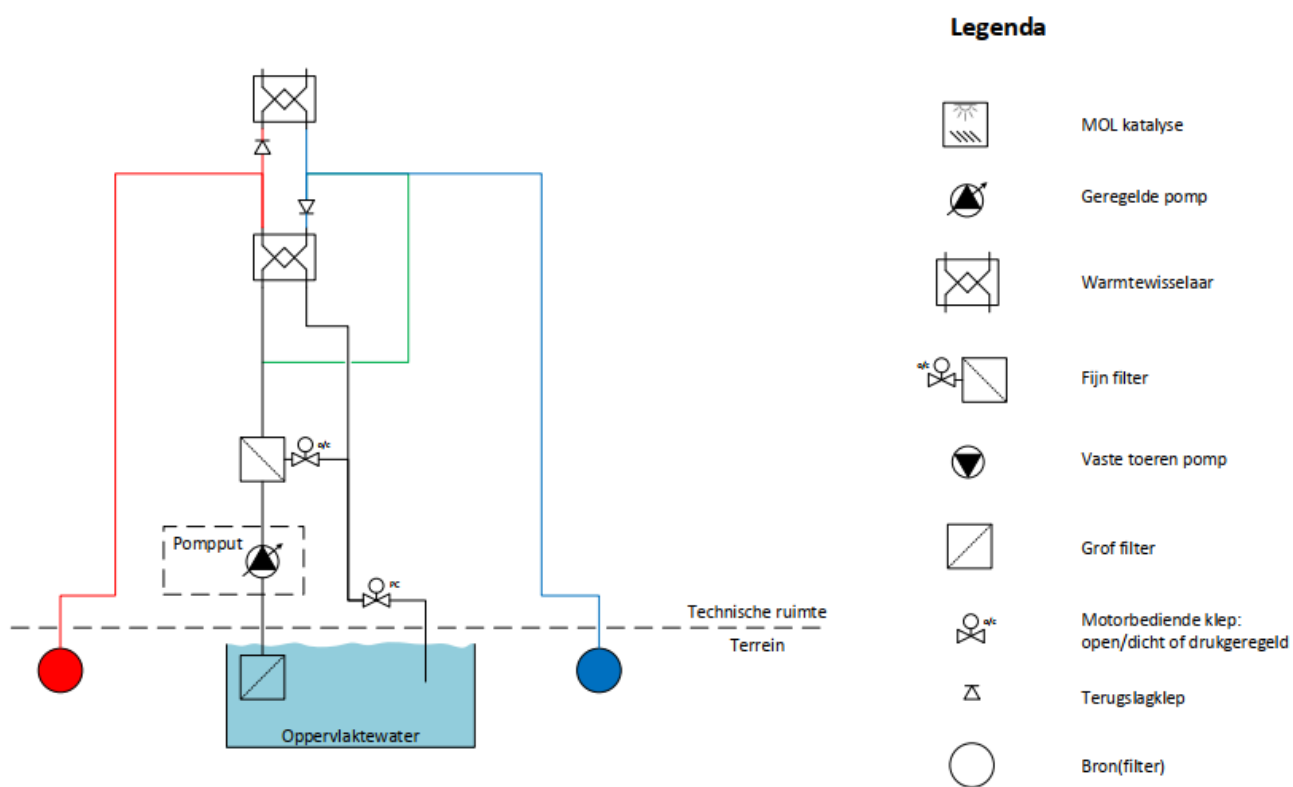 Legenda
MOL katalyse
Geregelde pomp
Warmtewisselaar
o/c
Fijn filter
o/c
Vaste toeren pomp
Pompput
Grof filter
PC
Technische ruimte
Terrein
o/c
Motorbediende klep:
open/dicht of drukgeregeld
Terugslagklep
Oppervlaktewater
Bron(filter)